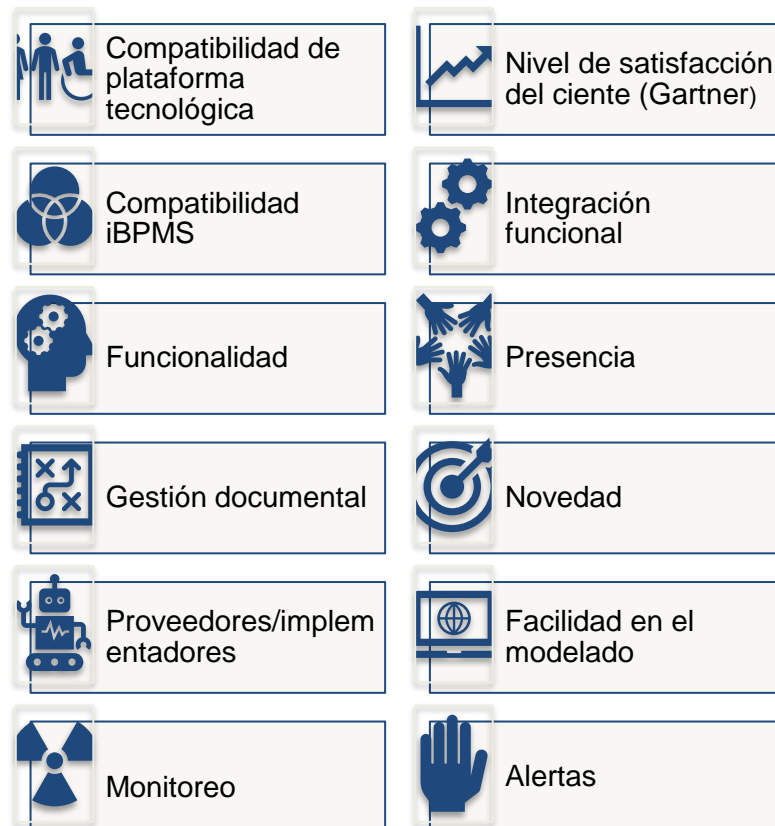 Compatibilidad de
plataforma
tecnológica
Nivel de satisfacción
del ciente (Gartner)
Compatibilidad
iBPMS
Integración
funcional
Funcionalidad
Presencia
Gestión documental
Novedad
Proveedores/implem
entadores
Facilidad en el
modelado
Monitoreo
Alertas